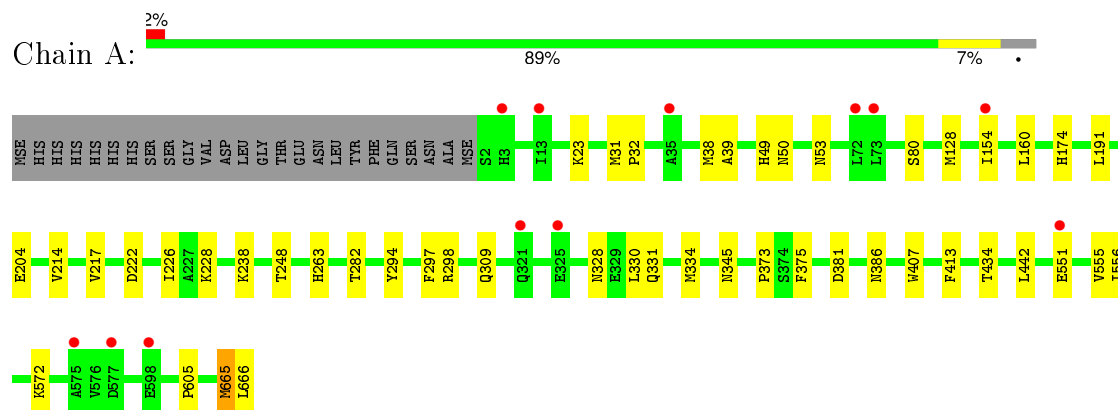 2%
Chain A:
89% 7% •
MSE HIS HIS HIS HIS HIS HIS SER SER GLY VAL ASP LEU GLY THR GLU ASN LEU TYR PHE GLN SER ASN ALA MSE S2 H3 I13 K23 M31 P32 A35 M38 A39 H49 N50 N53 L72 L73 S80 M128 I154 L160 H174 L191
E204 V214 V217 D222 I226 A227 K228 K238 T248 H263 T282 Y294 F297 R298 Q309 Q321 E325 N328 E329 L330 Q331 M334 N345 P373 S374 F375 D381 N386 W407 F413 T434 L442 E551 V555 I556
K572 A575 V576 D577 E598 P605 M665 L666